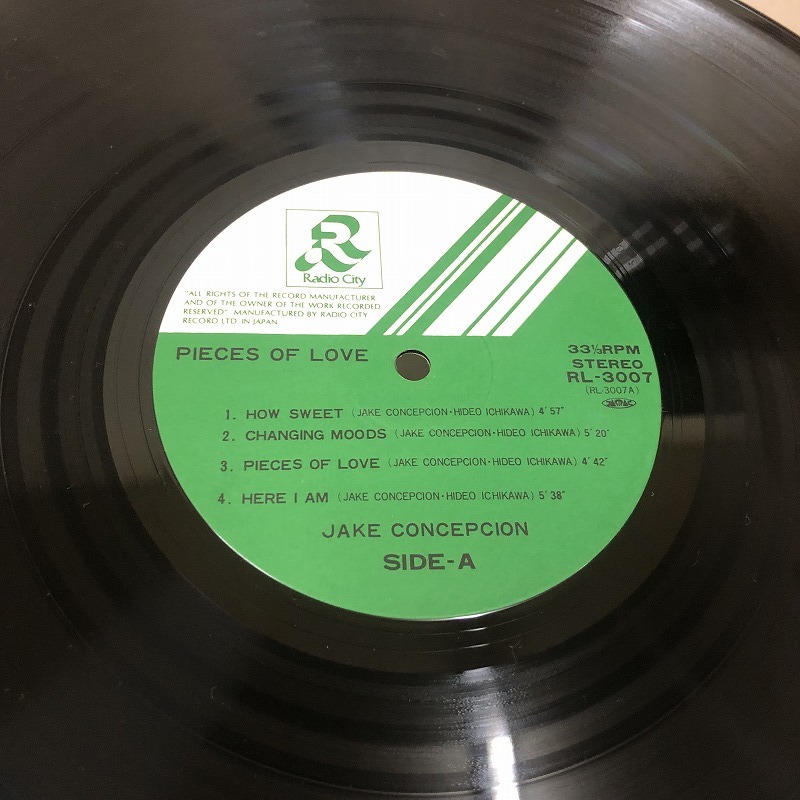 R
Radio City
"ALL RIGHTS OF THE RECORD MANUFACTURER
AND OF THE OWNER OF THE WORK RECORDED
RESERVED" MANUFACTURED BY RADIO CITY
RECORD LTD. IN JAPAN
PIECES OF LOVE
33⅓RPM
STEREO
RL-3007
(RL-3007A)
1. HOW SWEET (JAKE CONCEPCION・HIDEO ICHIKAWA) 4'57"
2. CHANGING MOODS (JAKE CONCEPCION・HIDEO ICHIKAWA) 5'20"
3. PIECES OF LOVE (JAKE CONCEPCION・HIDEO ICHIKAWA) 4'42"
4. HERE I AM (JAKE CONCEPCION・HIDEO ICHIKAWA) 5'38"
JAKE CONCEPCION
SIDE-A